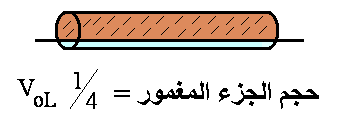 حجم الجزء المغمور = 1/4 VoL